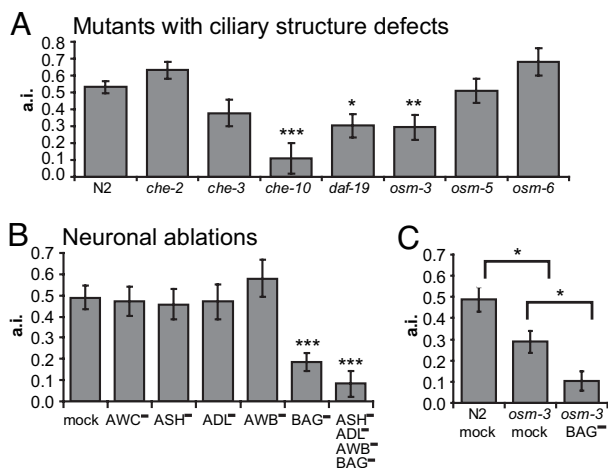 A Mutants with ciliary structure defects
a.i.
0.8
0.7
0.6
0.5
0.4
0.3
0.2
0.1
0.0
***
*
**
N2 che-2 che-3 che-10 daf-19 osm-3 osm-5 osm-6
B Neuronal ablations
a.i.
0.7
0.6
0.5
0.4
0.3
0.2
0.1
0.0
***
***
mock AWC⁻ ASH⁻ ADL⁻ AWB⁻ BAG⁻ ASH⁻
ADL⁻
AWB⁻
BAG⁻
C
a.i.
0.7
0.6
0.5
0.4
0.3
0.2
0.1
0.0
*
*
N2 osm-3 osm-3
mock mock BAG⁻